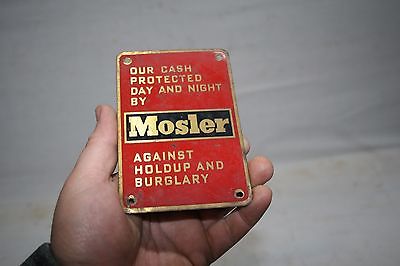 OUR CASH
PROTECTED
DAY AND NIGHT
BY
Mosler
AGAINST
HOLDUP AND
BURGLARY